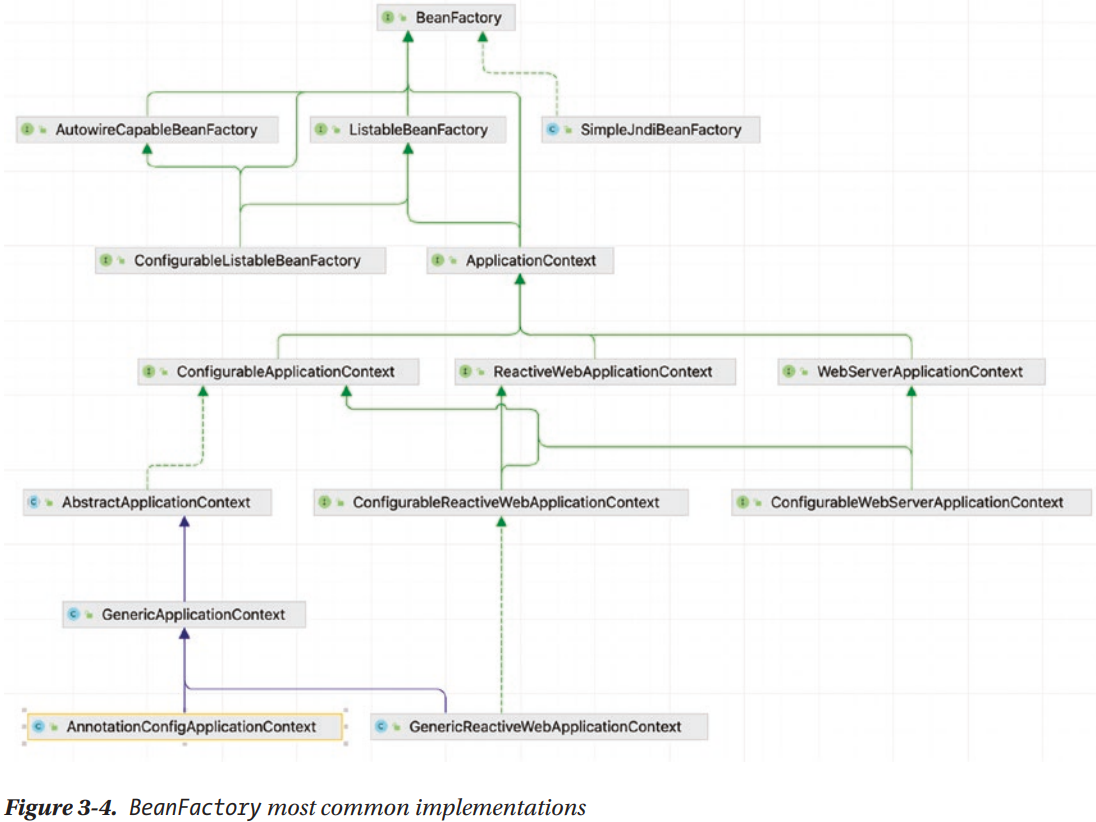 BeanFactory
AutowireCapableBeanFactory
ListableBeanFactory
SimpleJndiBeanFactory
ConfigurableListableBeanFactory
ApplicationContext
ConfigurableApplicationContext
ReactiveWebApplicationContext
WebServerApplicationContext
AbstractApplicationContext
ConfigurableReactiveWebApplicationContext
ConfigurableWebServerApplicationContext
GenericApplicationContext
AnnotationConfigApplicationContext
GenericReactiveWebApplicationContext
Figure 3-4. BeanFactory most common implementations